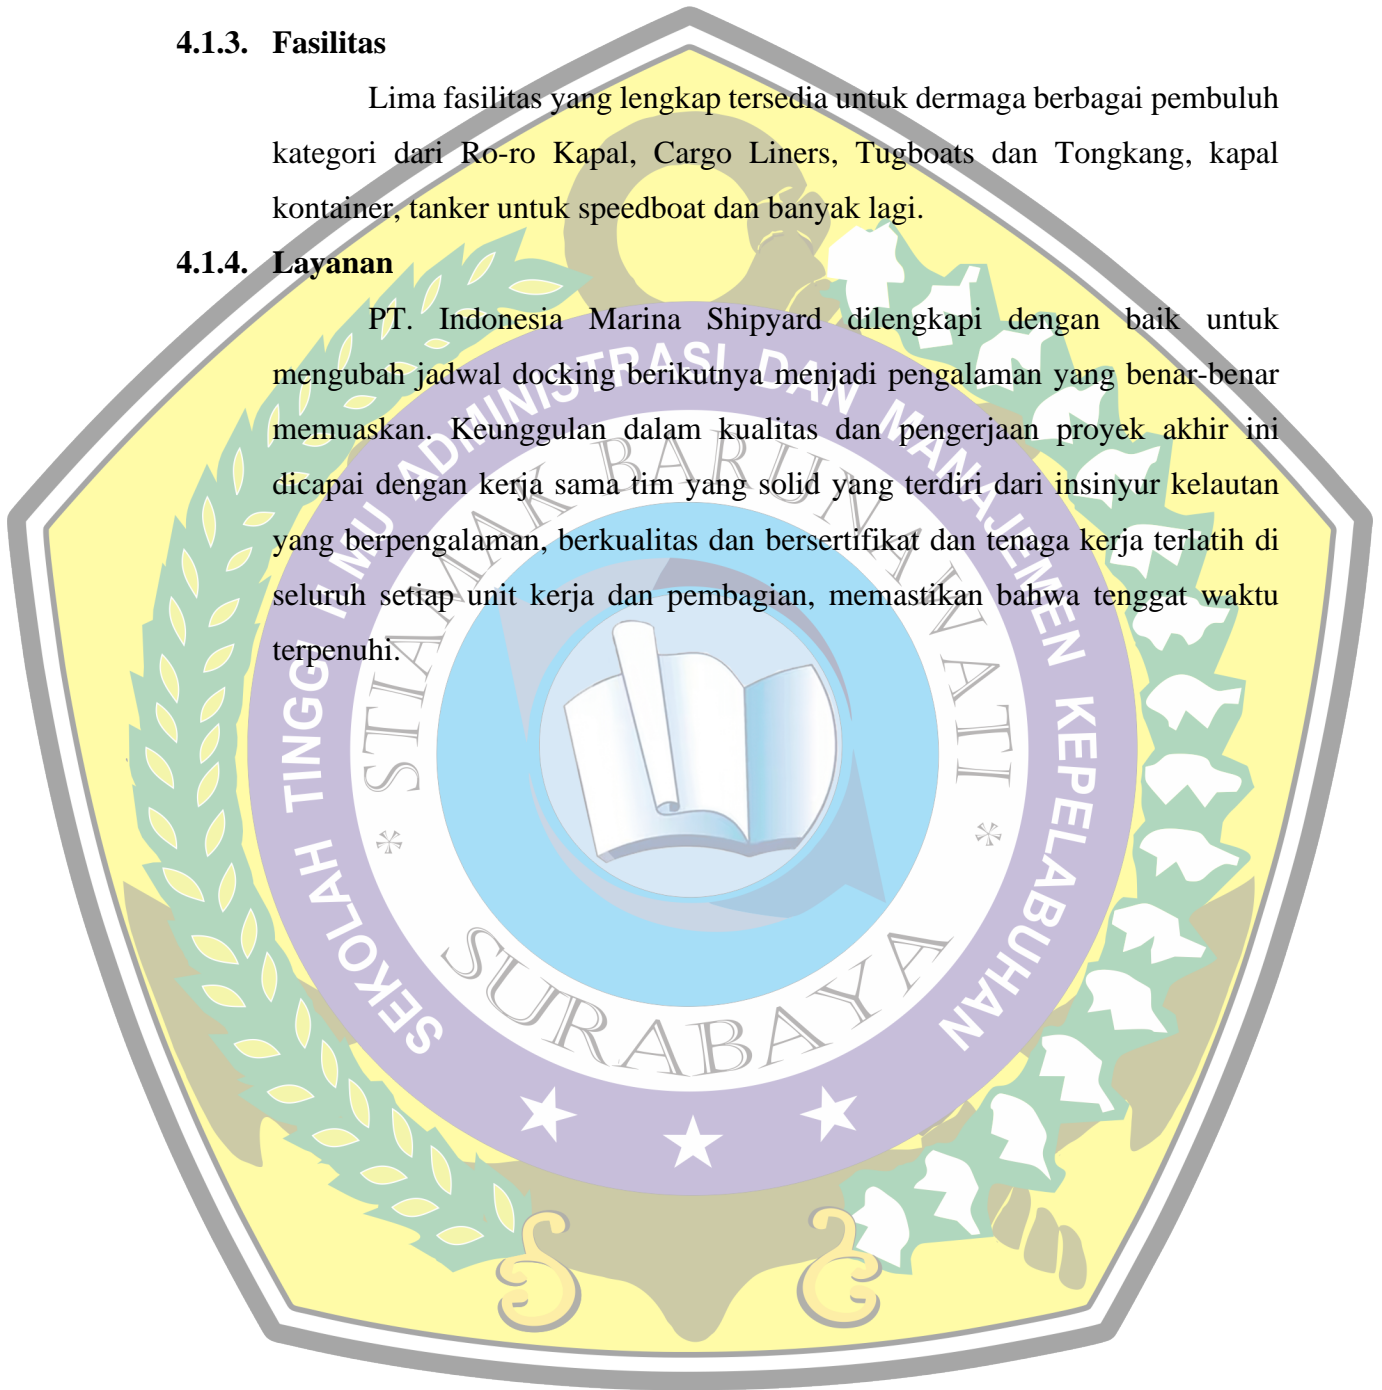 4.1.3. Fasilitas
Lima fasilitas yang lengkap tersedia untuk dermaga berbagai pembuluh
kategori dari Ro-ro Kapal, Cargo Liners, Tugboats dan Tongkang, kapal
kontainer, tanker untuk speedboat dan banyak lagi.
4.1.4. Layanan
PT. Indonesia Marina Shipyard dilengkapi dengan baik untuk
mengubah jadwal docking berikutnya menjadi pengalaman yang benar-benar
memuaskan. Keunggulan dalam kualitas dan pengerjaan proyek akhir ini
dicapai dengan kerja sama tim yang solid yang terdiri dari insinyur kelautan
yang berpengalaman, berkualitas dan bersertifikat dan tenaga kerja terlatih di
seluruh setiap unit kerja dan pembagian, memastikan bahwa tenggat waktu
terpenuhi.
SEKOLAH TINGGI ILMU ADMINISTRASI DAN MANAJEMEN KEPELABUHAN
* STIAMAK BARUNAWATI *
SURABAYA